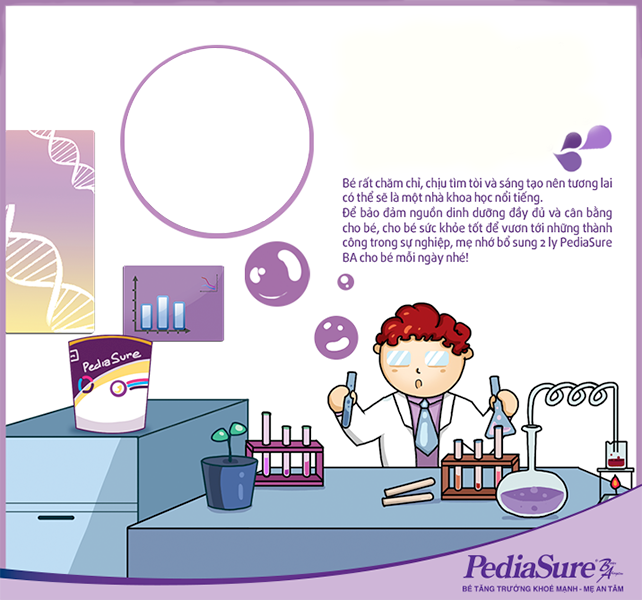 Bé rất chăm chỉ, chịu tìm tòi và sáng tạo nên tương lai
có thể sẽ là một nhà khoa học nổi tiếng.
Để bảo đảm nguồn dinh dưỡng đầy đủ và cân bằng
cho bé, cho bé sức khỏe tốt để vươn tới những thành
công trong sự nghiệp, mẹ nhớ bổ sung 2 ly PediaSure
BA cho bé mỗi ngày nhé!
PediaSure
PediaSure® BA
BÉ TĂNG TRƯỞNG KHOẺ MẠNH - MẸ AN TÂM